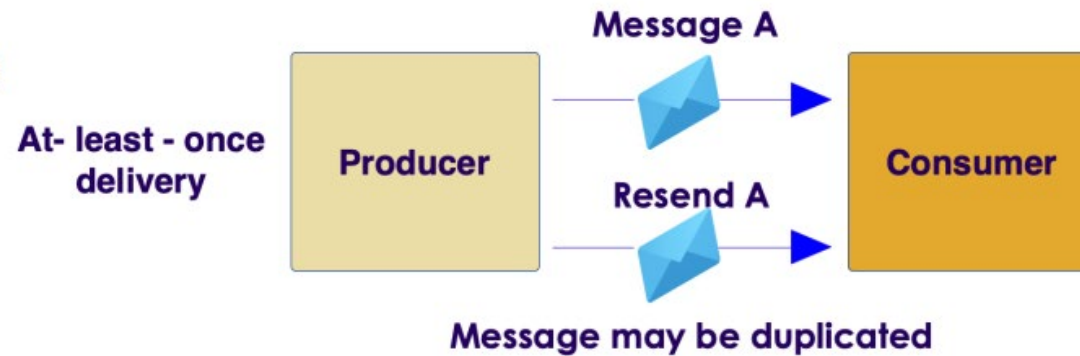 Message A
At- least - once
delivery
Producer
Consumer
Resend A
Message may be duplicated